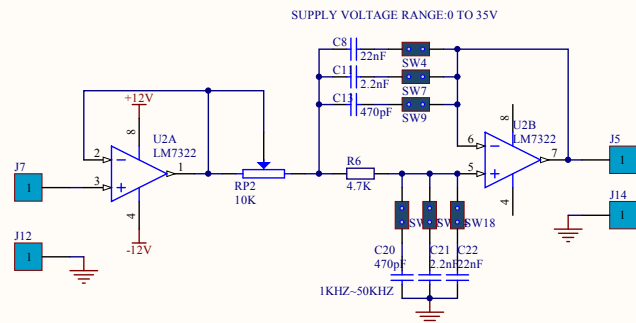 SUPPLY VOLTAGE RANGE:0 TO 35V
C8
22nF
SW4
C11
2.2nF
SW7
C13
470pF
SW9
+12V
8
U2A
LM7322
2
3
1
4
-12V
J7
1
J12
1
RP2
10K
R6
4.7K
8
U2B
LM7322
6
5
7
4
J5
1
J14
1
SW18
C20
470pF
C21
2.2nF
C22
22nF
1KHZ~50KHZ